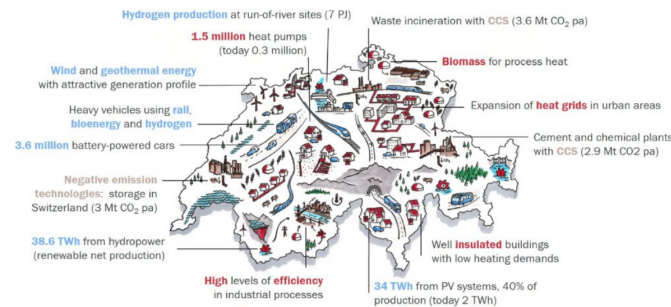 Hydrogen production at run-of-river sites (7 PJ)
1.5 million heat pumps
(today 0.3 million)
Wind and geothermal energy
with attractive generation profile
Heavy vehicles using rail,
bioenergy and hydrogen
3.6 million battery-powered cars
Negative emission
technologies: storage in
Switzerland (3 Mt CO₂ pa)
38.6 TWh from hydropower
(renewable net production)
High levels of efficiency
in industrial processes
34 TWh from PV systems, 40% of
production (today 2 TWh)
Well insulated buildings
with low heating demands
Cement and chemical plants
with CCS (2.9 Mt CO2 pa)
Expansion of heat grids in urban areas
Biomass for process heat
Waste incineration with CCS (3.6 Mt CO₂ pa)